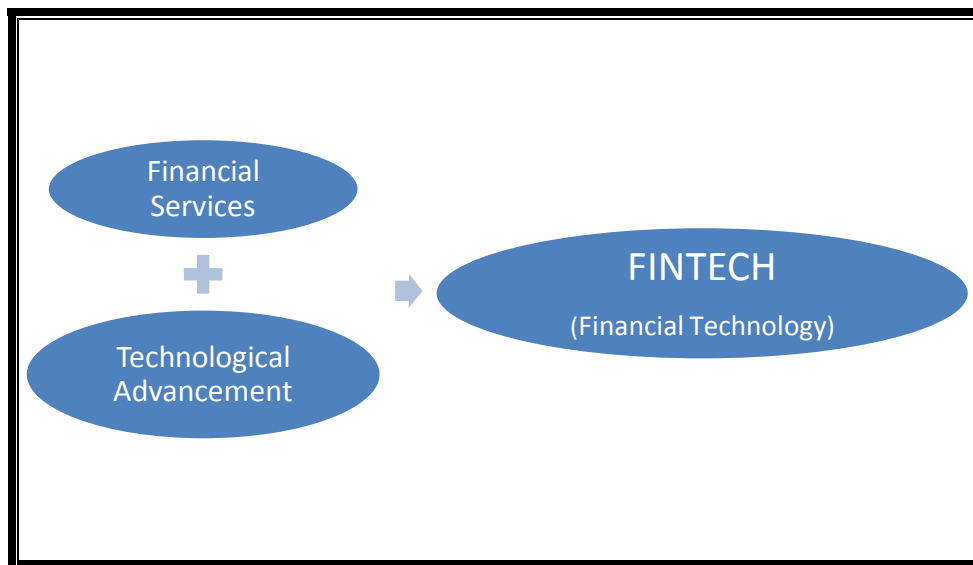 Financial
Services
Technological
Advancement
FINTECH
(Financial Technology)